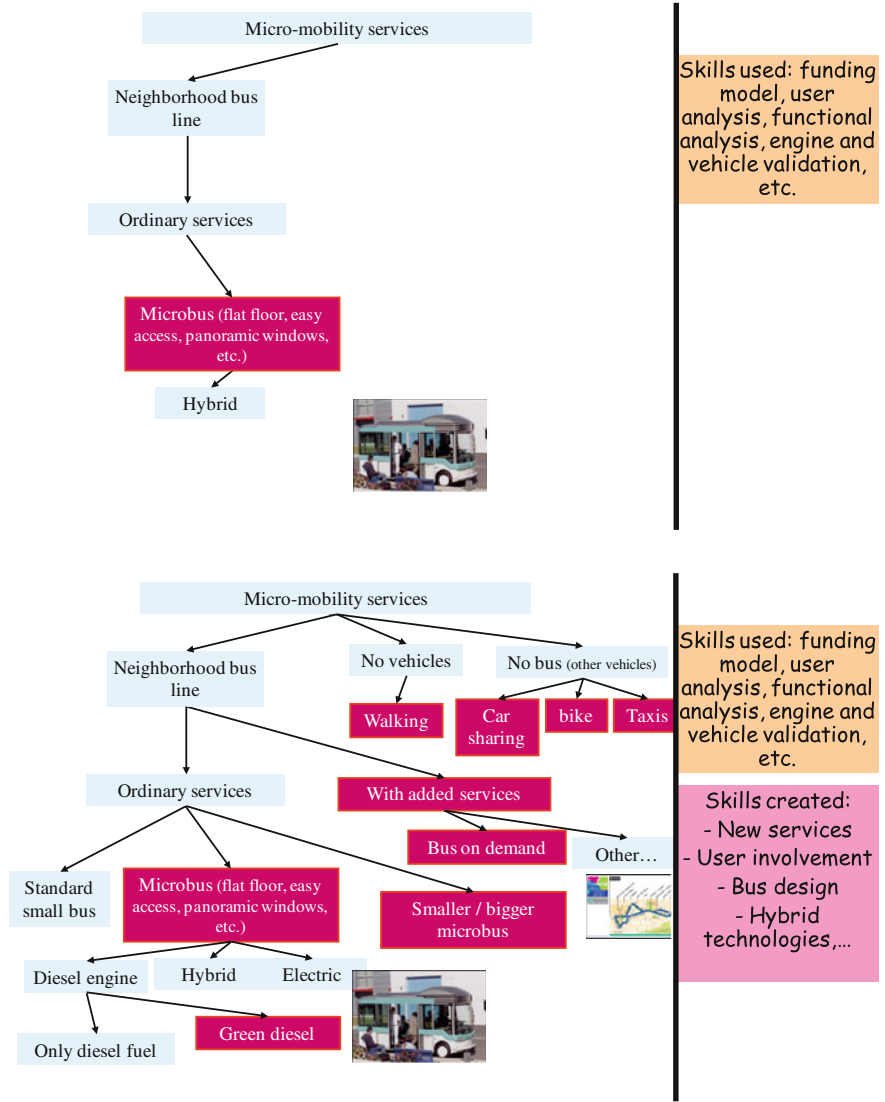 Micro-mobility services
Neighborhood bus
line
Ordinary services
Microbus (flat floor, easy
access, panoramic windows,
etc.)
Hybrid
Skills used: funding
model, user
analysis, functional
analysis, engine and
vehicle validation,
etc.
Micro-mobility services
Neighborhood bus
line
No vehicles
No bus (other vehicles)
Walking
Car
sharing
bike
Taxis
Ordinary services
With added services
Bus on demand
Other…
Standard
small bus
Microbus (flat floor, easy
access, panoramic windows,
etc.)
Smaller / bigger
microbus
Diesel engine
Hybrid
Electric
Only diesel fuel
Green diesel
Skills used: funding
model, user
analysis, functional
analysis, engine and
vehicle validation,
etc.
Skills created:
- New services
- User involvement
- Bus design
- Hybrid
technologies,…